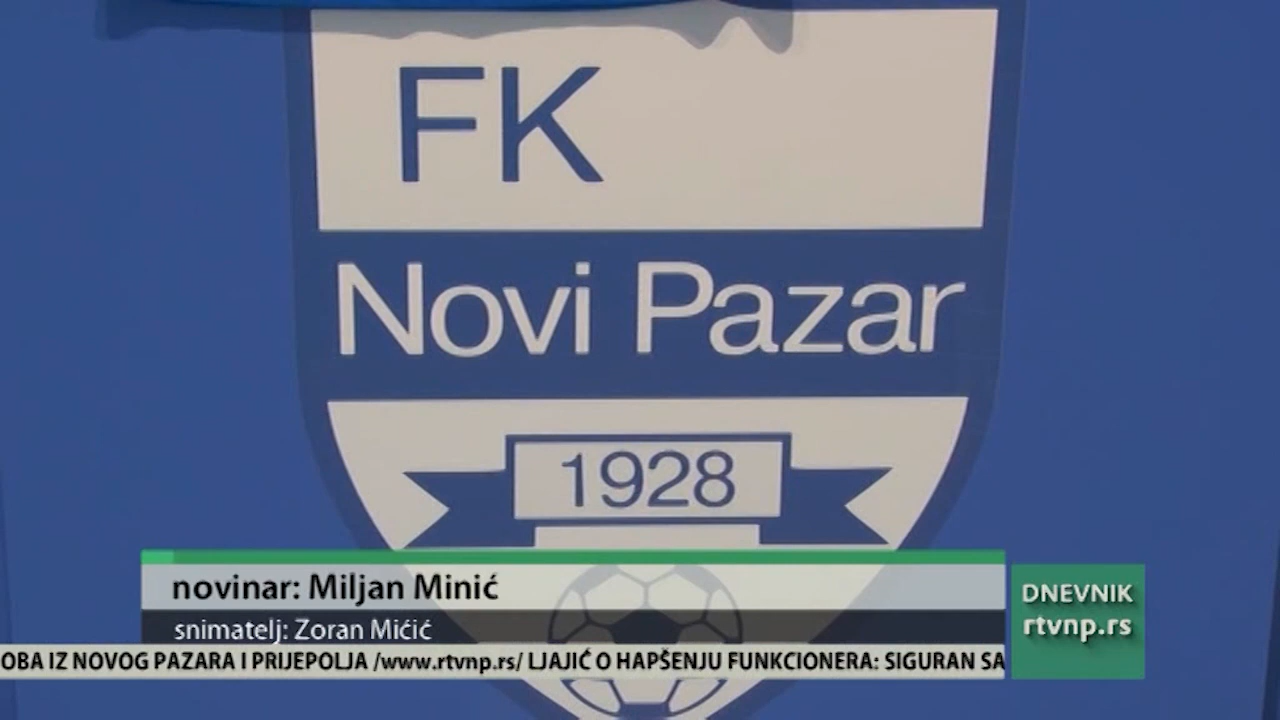 FK
Novi Pazar
1928
novinar: Miljan Minić
snimatelj: Zoran Mićić
DNEVNIK
rtvnp.rs
OBA IZ NOVOG PAZARA I PRIJEPOLJA /www.rtvnp.rs/ LJAJIĆ O HAPŠENJU FUNKCIONERA: SIGURAN SA